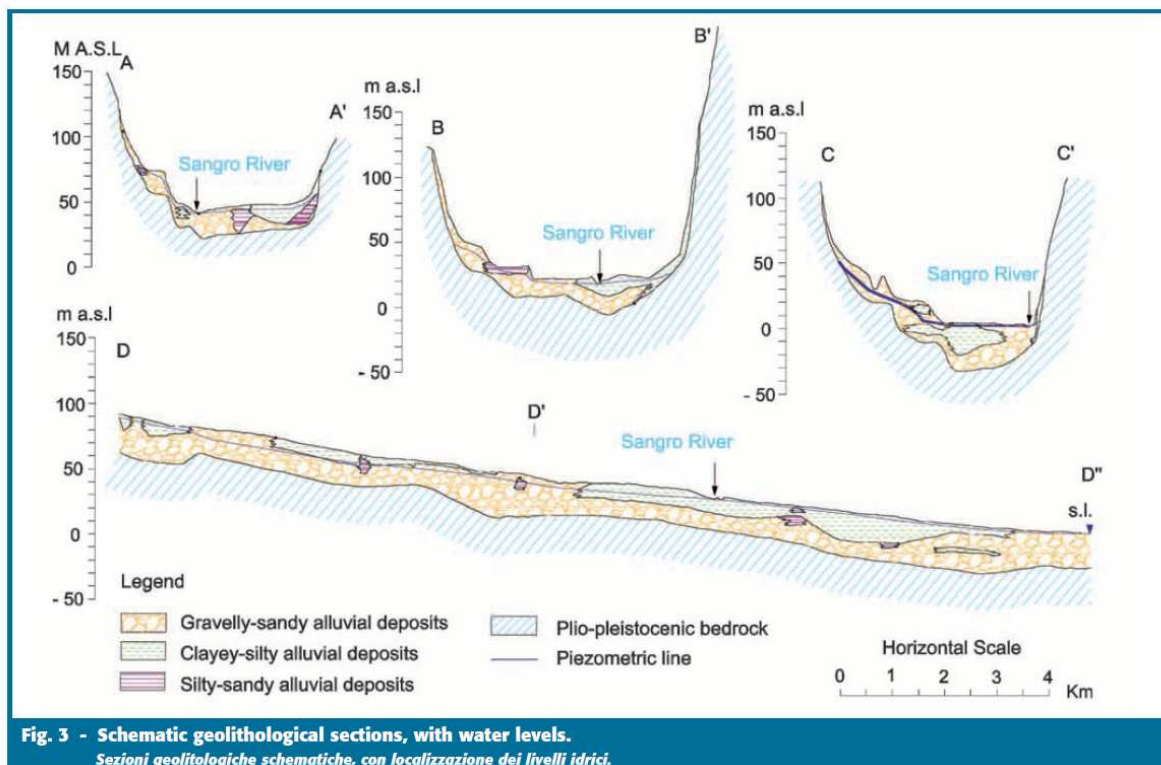 M A.S.L
A
150
100
50
0
A'
Sangro River
m a.s.l
B
B'
150
100
50
0
- 50
Sangro River
m a.s.l
C
C'
150
100
50
0
- 50
Sangro River
m a.s.l
D
D'
D"
150
100
50
0
- 50
Sangro River
s.l.
Legend
Gravelly-sandy alluvial deposits
Clayey-silty alluvial deposits
Silty-sandy alluvial deposits
Plio-pleistocenic bedrock
Piezometric line
Horizontal Scale
0 1 2 3 4
Km
Fig. 3 - Schematic geolithological sections, with water levels.
Sezioni geolitologiche schematiche, con localizzazione dei livelli idrici.